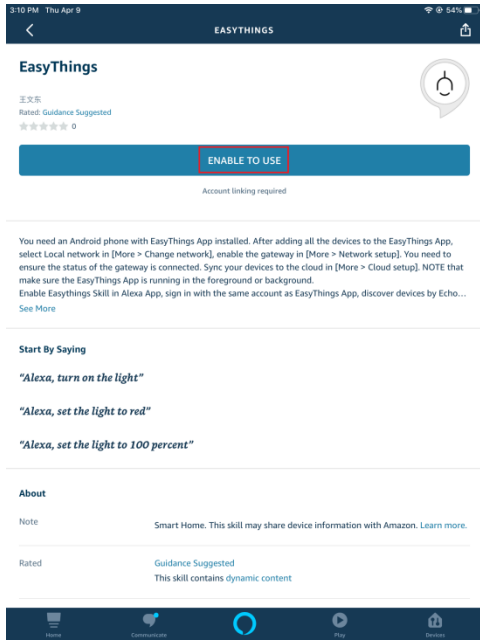 3:10 PM Thu Apr 9
54%
EASYTHINGS
EasyThings
王文东
Rated: Guidance Suggested
0
ENABLE TO USE
Account linking required
You need an Android phone with EasyThings App installed. After adding all the devices to the EasyThings App,
select Local network in [More > Change network], enable the gateway in [More > Network setup]. You need to
ensure the status of the gateway is connected. Sync your devices to the cloud in [More > Cloud setup]. NOTE that
make sure the EasyThings App is running in the foreground or background.
Enable Easythings Skill in Alexa App, sign in with the same account as EasyThings App, discover devices by Echo…
See More
Start By Saying
“Alexa, turn on the light”
“Alexa, set the light to red”
“Alexa, set the light to 100 percent”
About
Note
Smart Home. This skill may share device information with Amazon. Learn more.
Rated
Guidance Suggested
This skill contains dynamic content
Home
Communicate
Play
Devices